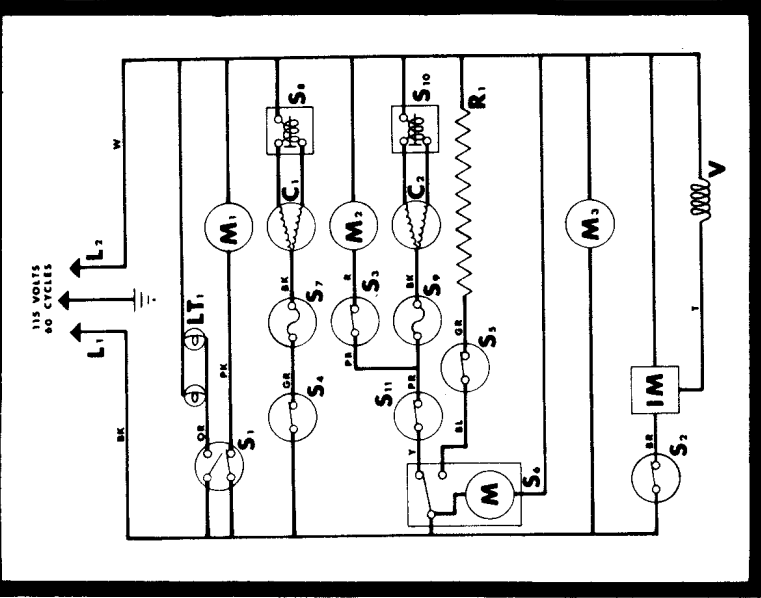 115 VOLTS
60 CYCLES
L1
L2
BK
W
LT1
OR
S1
PK
M1
GR
S4
S7
BK
C1
S8
PR
S3
R
M2
Y
S11
PR
S9
BK
C2
S10
BL
S5
GR
R1
M
S6
M3
S2
BR
IM
Y
V